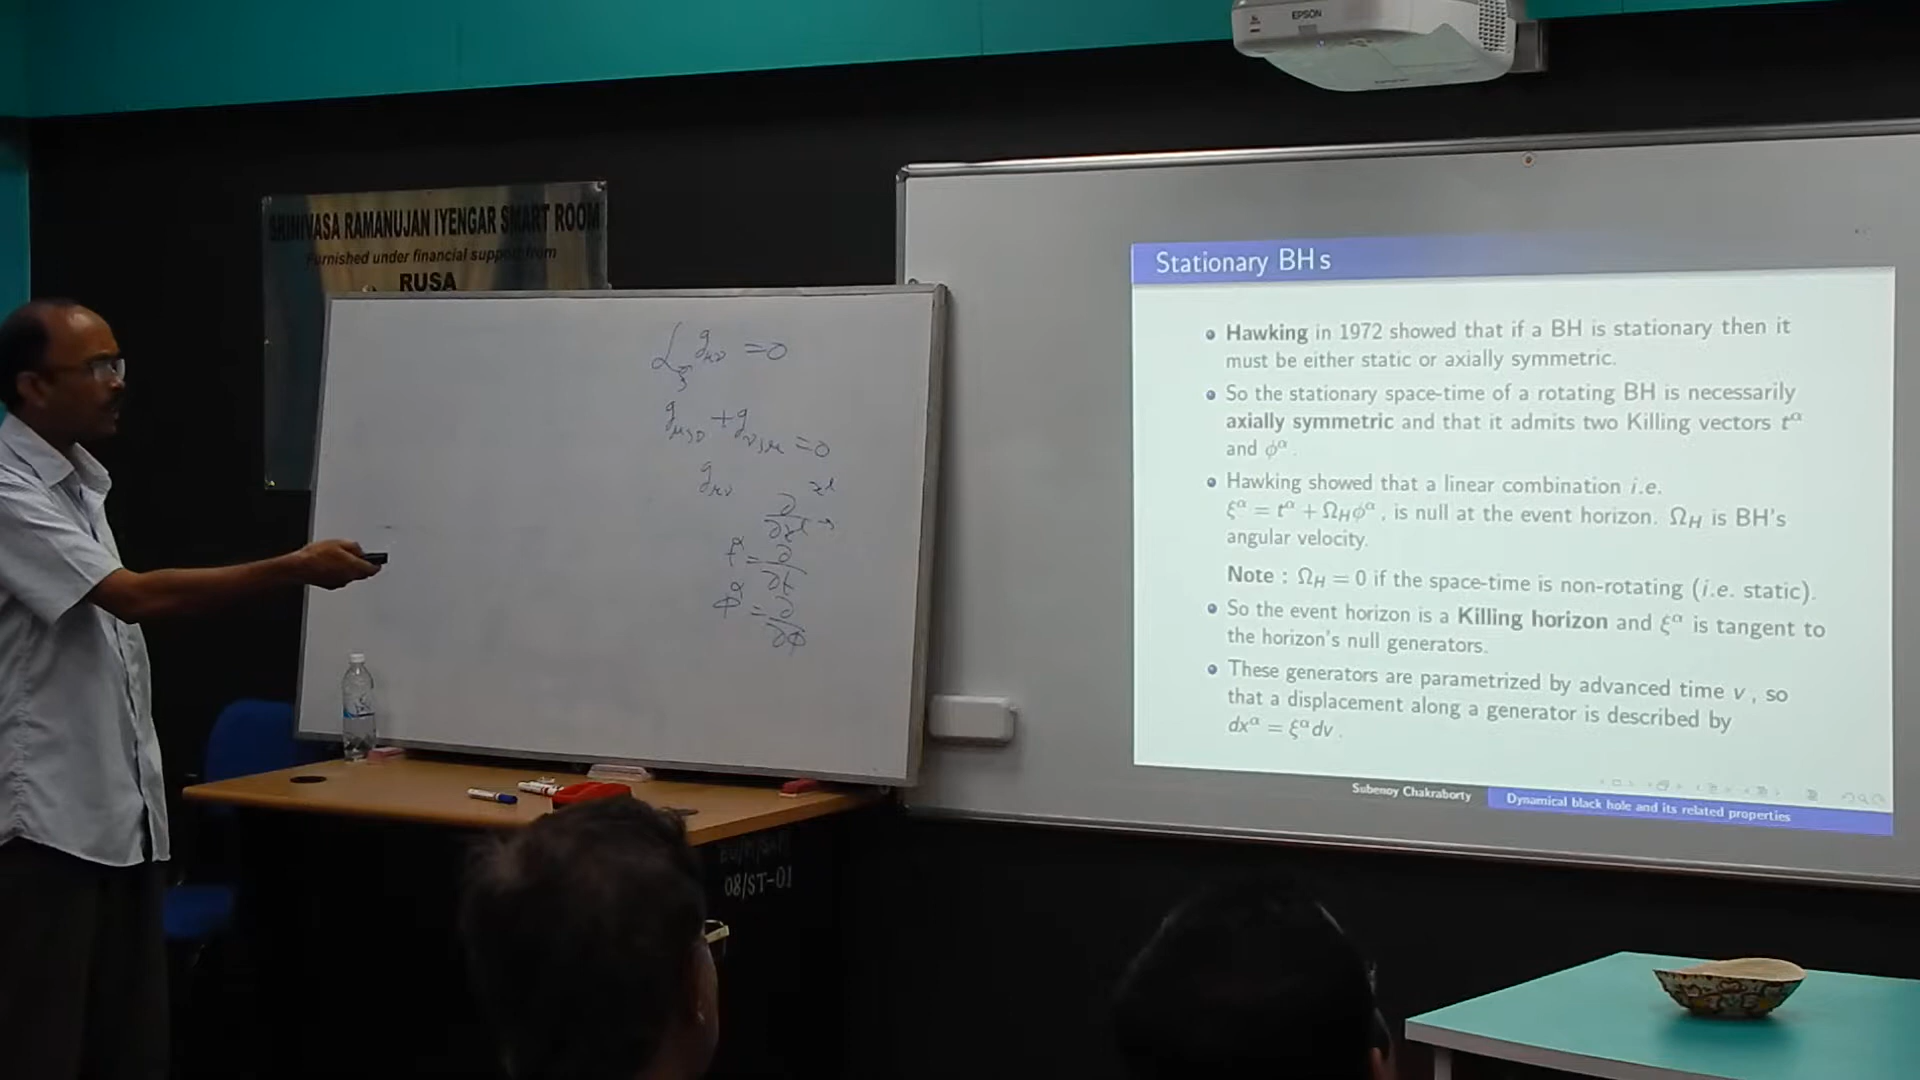 EPSON
SRINIVASA RAMANUJAN IYENGAR SMART ROOM
Furnished under financial support from
RUSA
g_μν = 0
g_μν
∂/∂x¹
t^α = ∂/∂t
ϕ^α = ∂/∂ϕ
08/ST-01
Stationary BHs
Hawking in 1972 showed that if a BH is stationary then it
must be either static or axially symmetric.
So the stationary space-time of a rotating BH is necessarily
axially symmetric and that it admits two Killing vectors t^α
and ϕ^α.
Hawking showed that a linear combination i.e.
ξ^α = t^α + Ω_H ϕ^α, is null at the event horizon. Ω_H is BH's
angular velocity.
Note : Ω_H = 0 if the space-time is non-rotating (i.e. static).
So the event horizon is a Killing horizon and ξ^α is tangent to
the horizon's null generators.
These generators are parametrized by advanced time v, so
that a displacement along a generator is described by
dx^α = ξ^α dv.
Subenoy Chakraborty
Dynamical black hole and its related properties